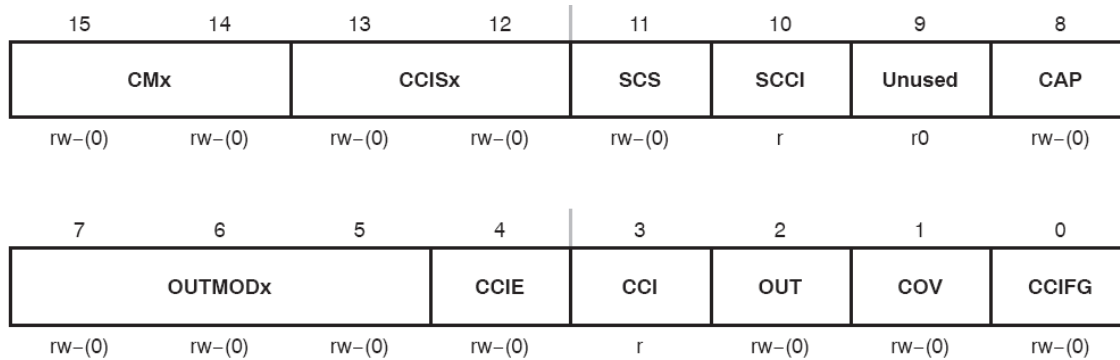 15 14 13 12 11 10 9 8
CMx CCISx SCS SCCI Unused CAP
rw–(0) rw–(0) rw–(0) rw–(0) rw–(0) r r0 rw–(0)
7 6 5 4 3 2 1 0
OUTMODx CCIE CCI OUT COV CCIFG
rw–(0) rw–(0) rw–(0) rw–(0) r rw–(0) rw–(0) rw–(0)